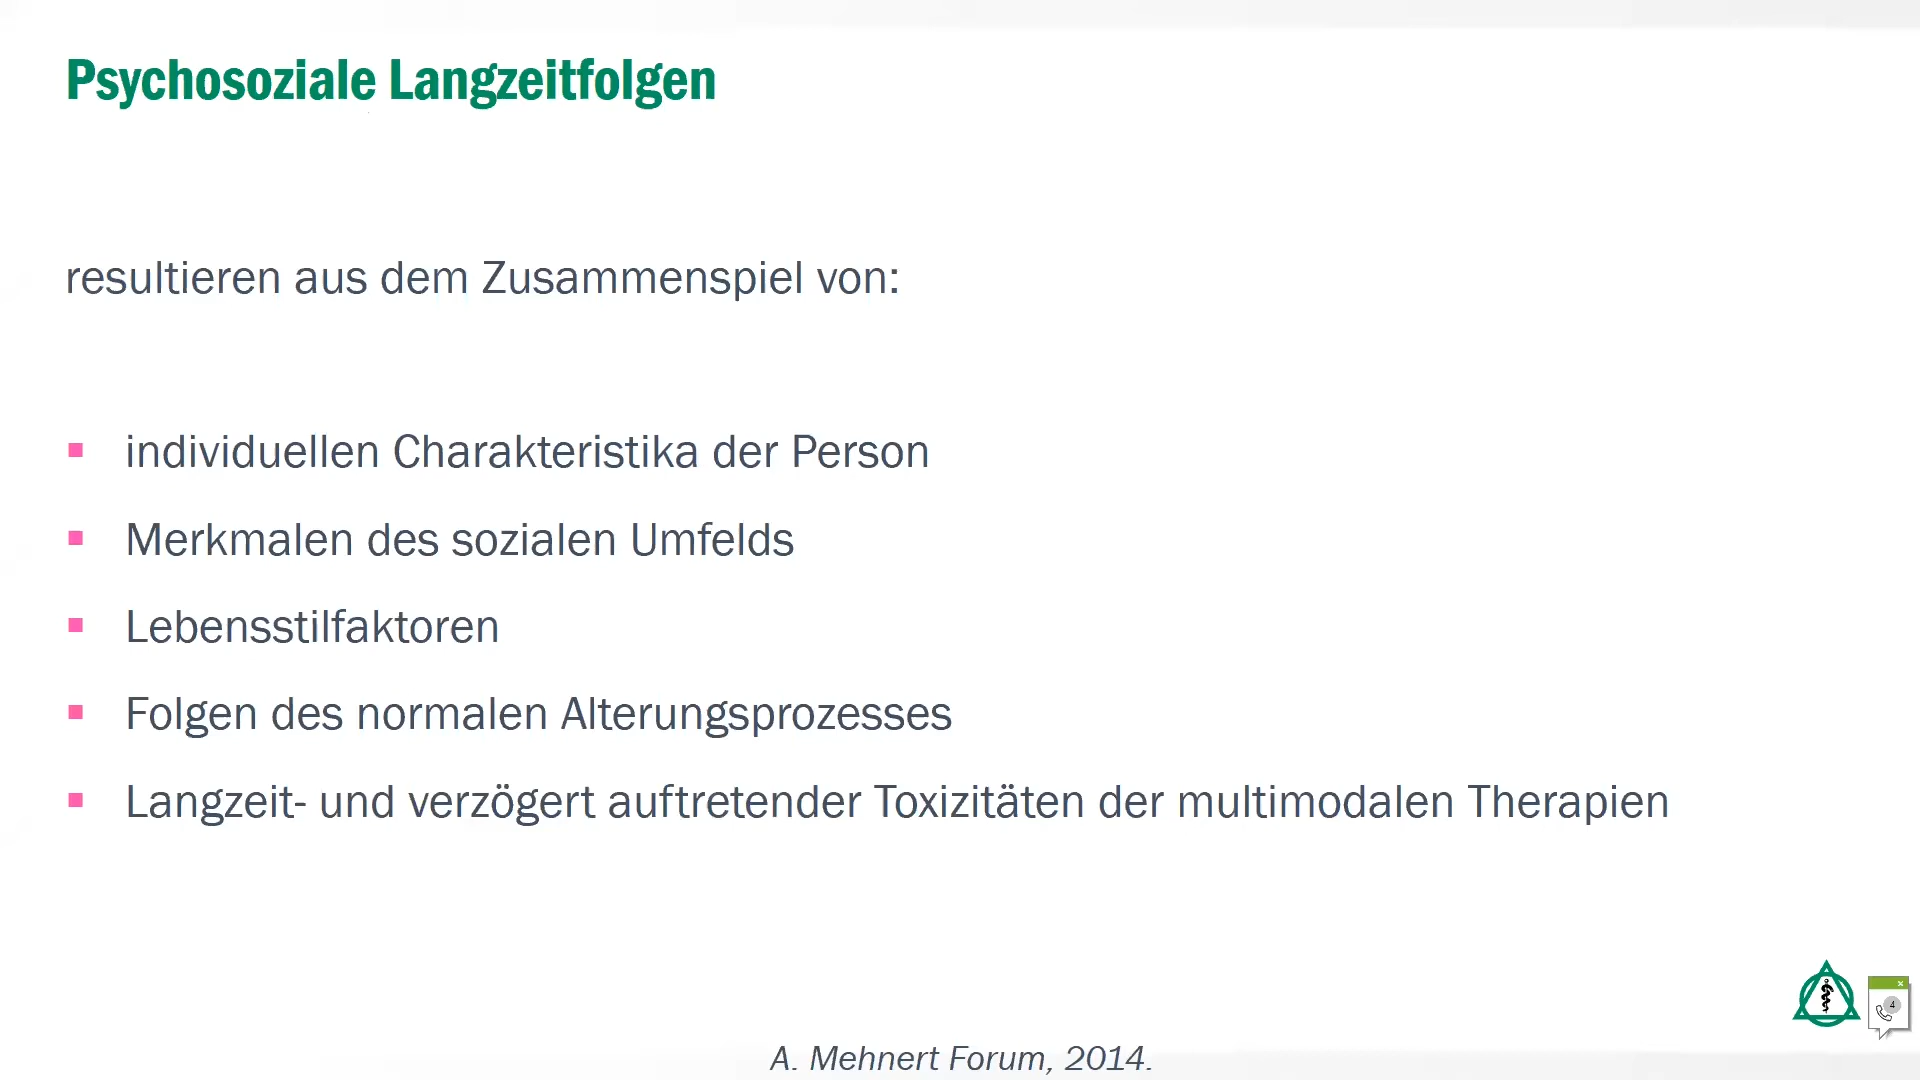 Psychosoziale Langzeitfolgen
resultieren aus dem Zusammenspiel von:
▪ individuellen Charakteristika der Person
▪ Merkmalen des sozialen Umfelds
▪ Lebensstilfaktoren
▪ Folgen des normalen Alterungsprozesses
▪ Langzeit- und verzögert auftretender Toxizitäten der multimodalen Therapien
4
A. Mehnert Forum, 2014.